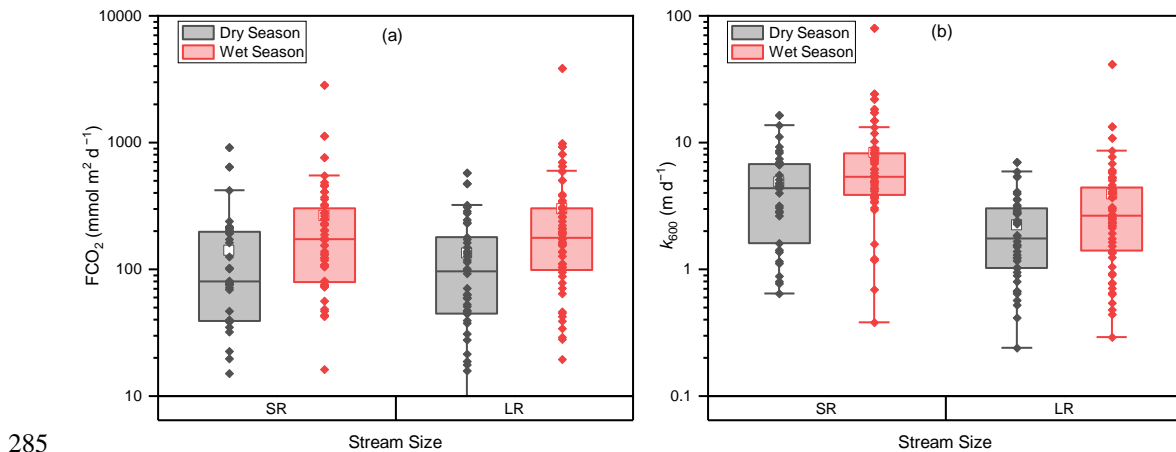 10000
1000
100
10
FCO₂ (mmol m² d⁻¹)
Dry Season
Wet Season
(a)
SR
LR
Stream Size
100
10
1
0.1
k₆₀₀ (m d⁻¹)
Dry Season
Wet Season
(b)
SR
LR
Stream Size
285